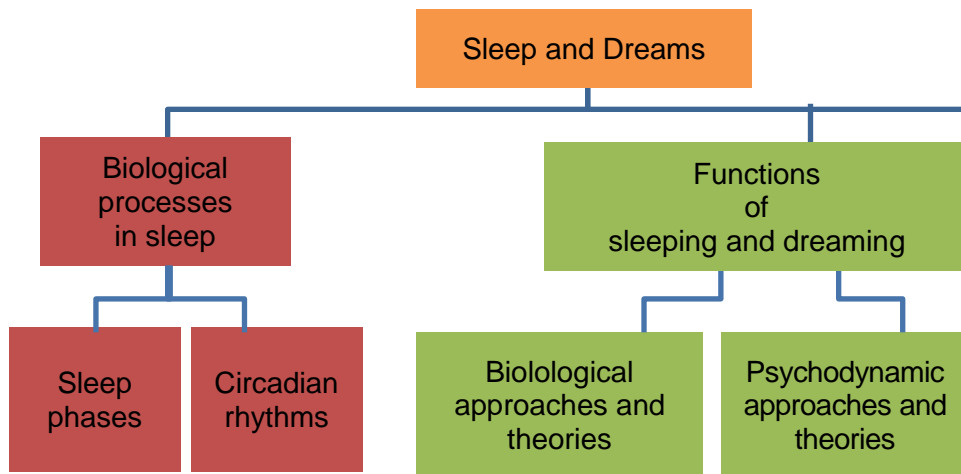 Sleep and Dreams
Biological
processes
in sleep
Functions
of
sleeping and dreaming
Sleep
phases
Circadian
rhythms
Biolological
approaches and
theories
Psychodynamic
approaches and
theories